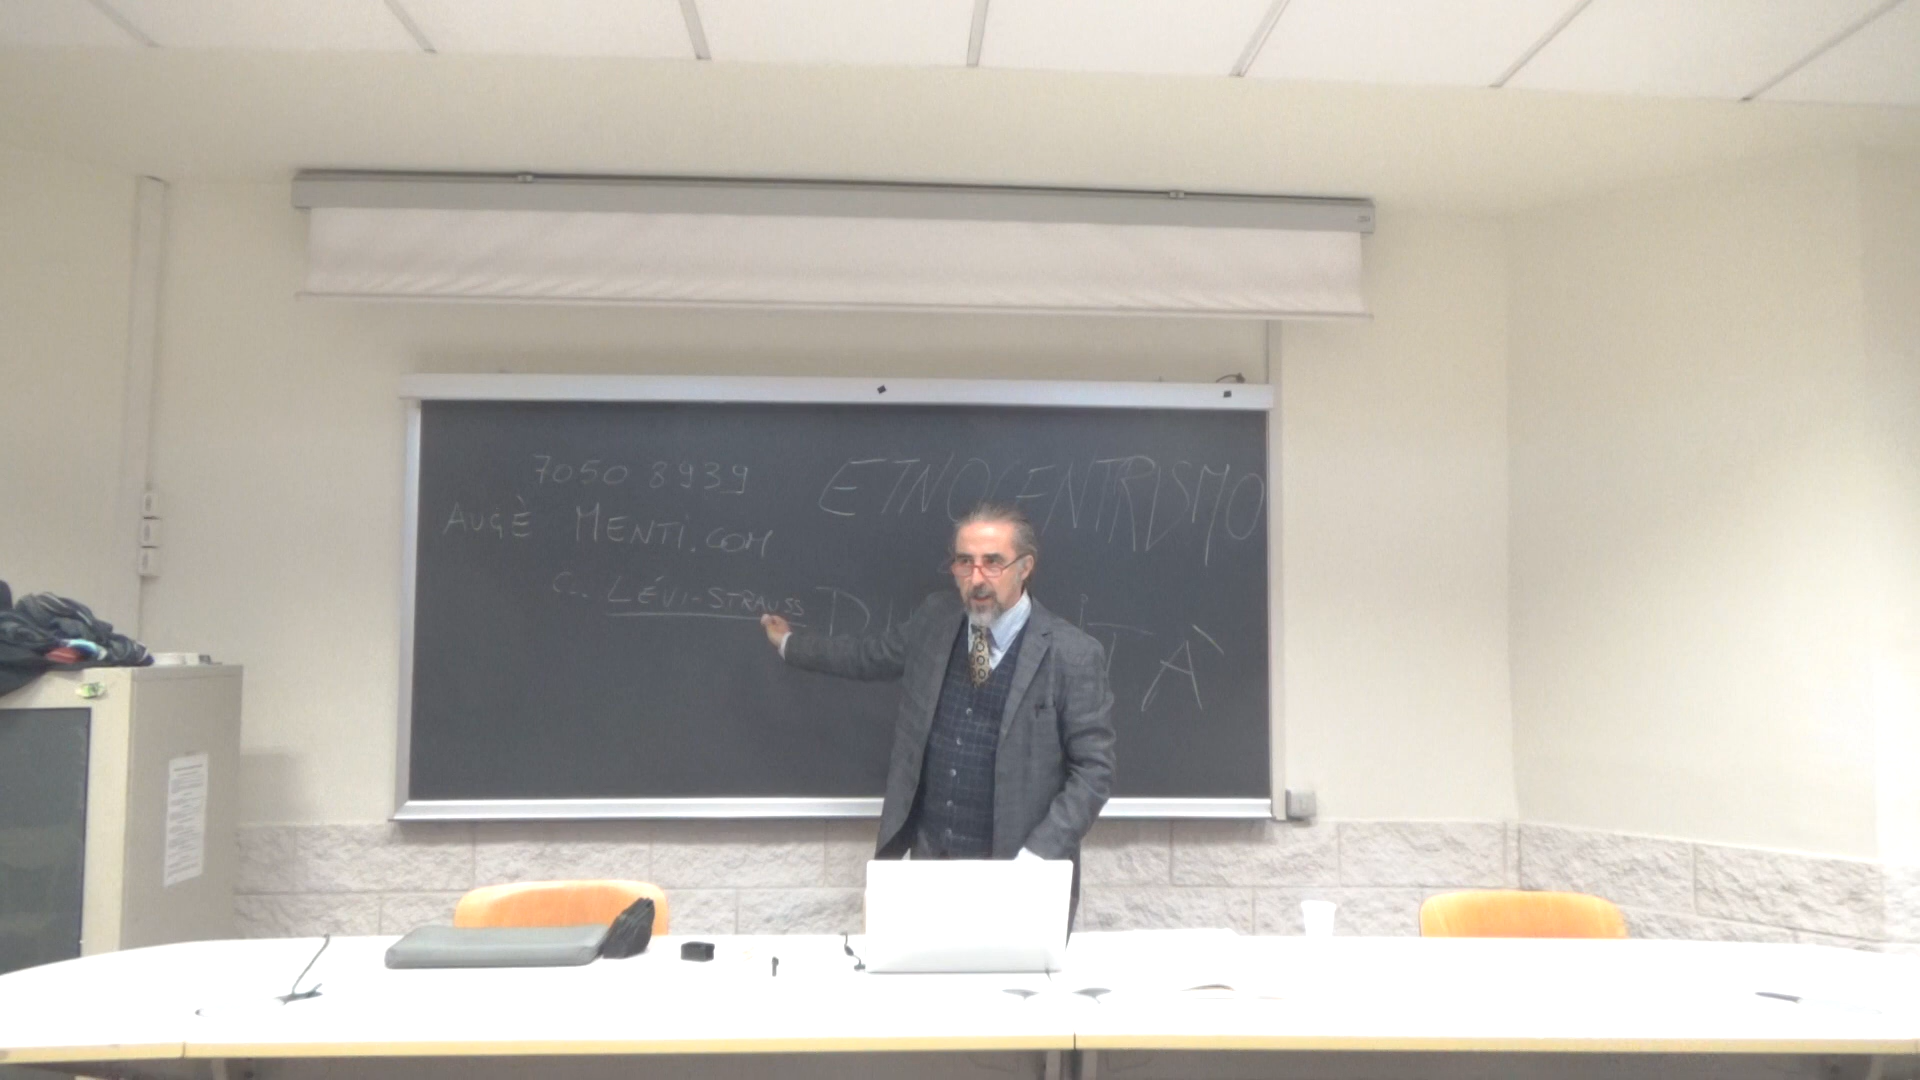 7050 8939
AUGÈ MENTI.COM
C.. LÉVI-STRAUSS
ETNOCENTRISMO